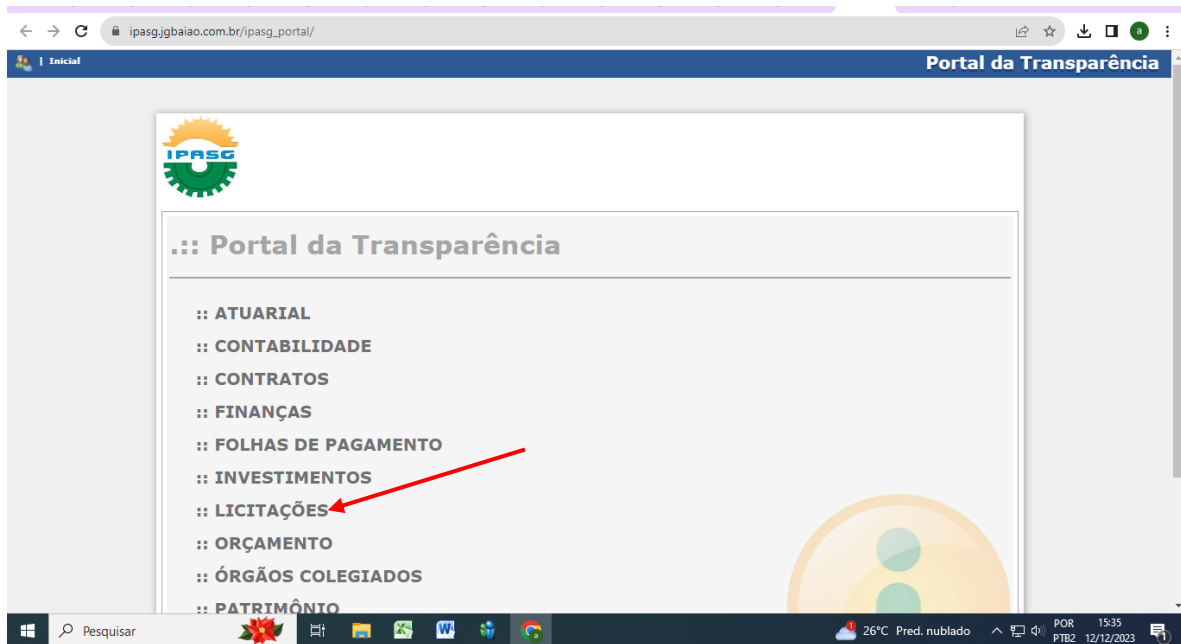 ipasg.jgbaiao.com.br/ipasg_portal/
a
| Inicial
Portal da Transparência
IPASG
.:: Portal da Transparência
:: ATUARIAL
:: CONTABILIDADE
:: CONTRATOS
:: FINANÇAS
:: FOLHAS DE PAGAMENTO
:: INVESTIMENTOS
:: LICITAÇÕES
:: ORÇAMENTO
:: ÓRGÃOS COLEGIADOS
:: PATRIMÔNIO
Pesquisar
26°C Pred. nublado
POR
PTB2
15:35
12/12/2023